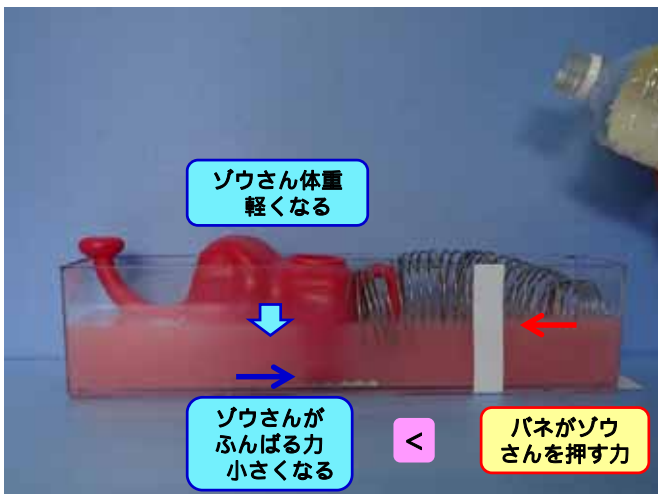 ゾウさん体重
軽くなる
ゾウさんが
ふんばる力
小さくなる
<
バネがゾウ
さんを押す力